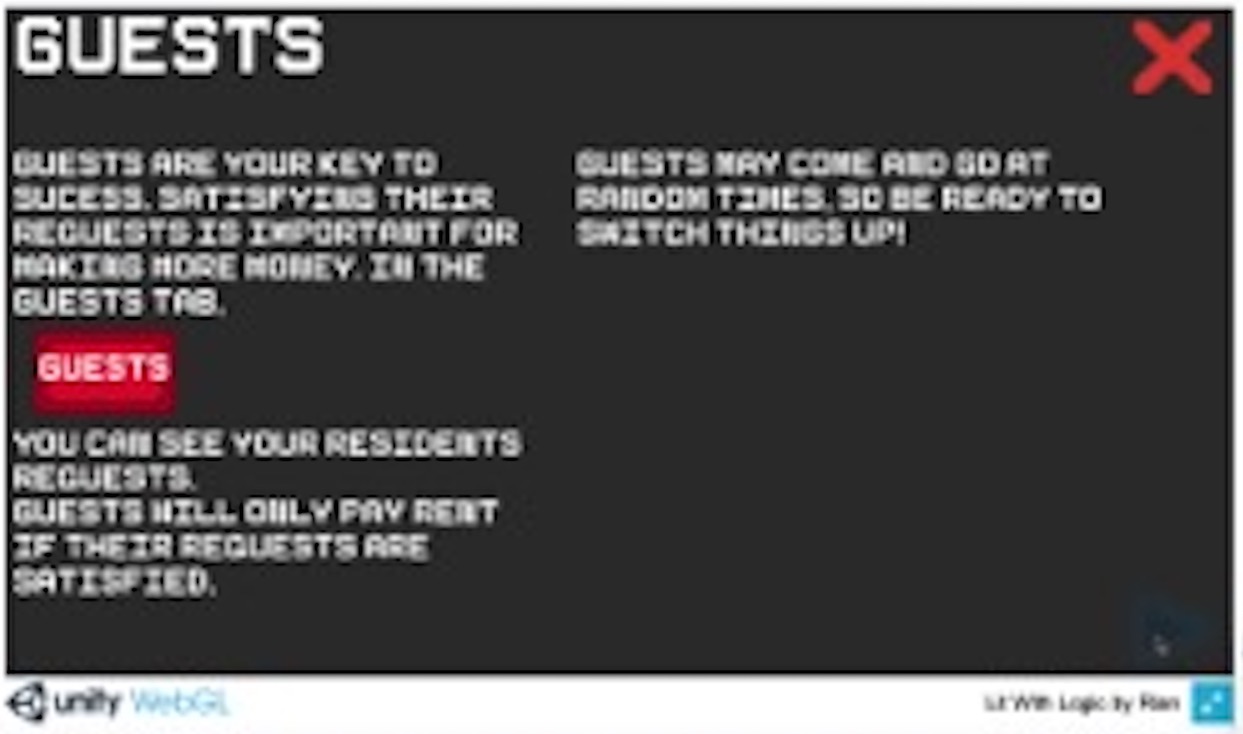 GUESTS
GUESTS ARE YOUR KEY TO
SUCESS. SATISFYING THEIR
REQUESTS IS IMPORTANT FOR
MAKING MORE MONEY. IN THE
GUESTS TAB.
GUESTS
YOU CAN SEE YOUR RESIDENTS
REQUESTS.
GUESTS WILL ONLY PAY RENT
IF THEIR REQUESTS ARE
SATISFIED.
GUESTS MAY COME AND GO AT
RANDOM TIMES. SO BE READY TO
SWITCH THINGS UP!
unity WebGL
Lit With Logic by Rian